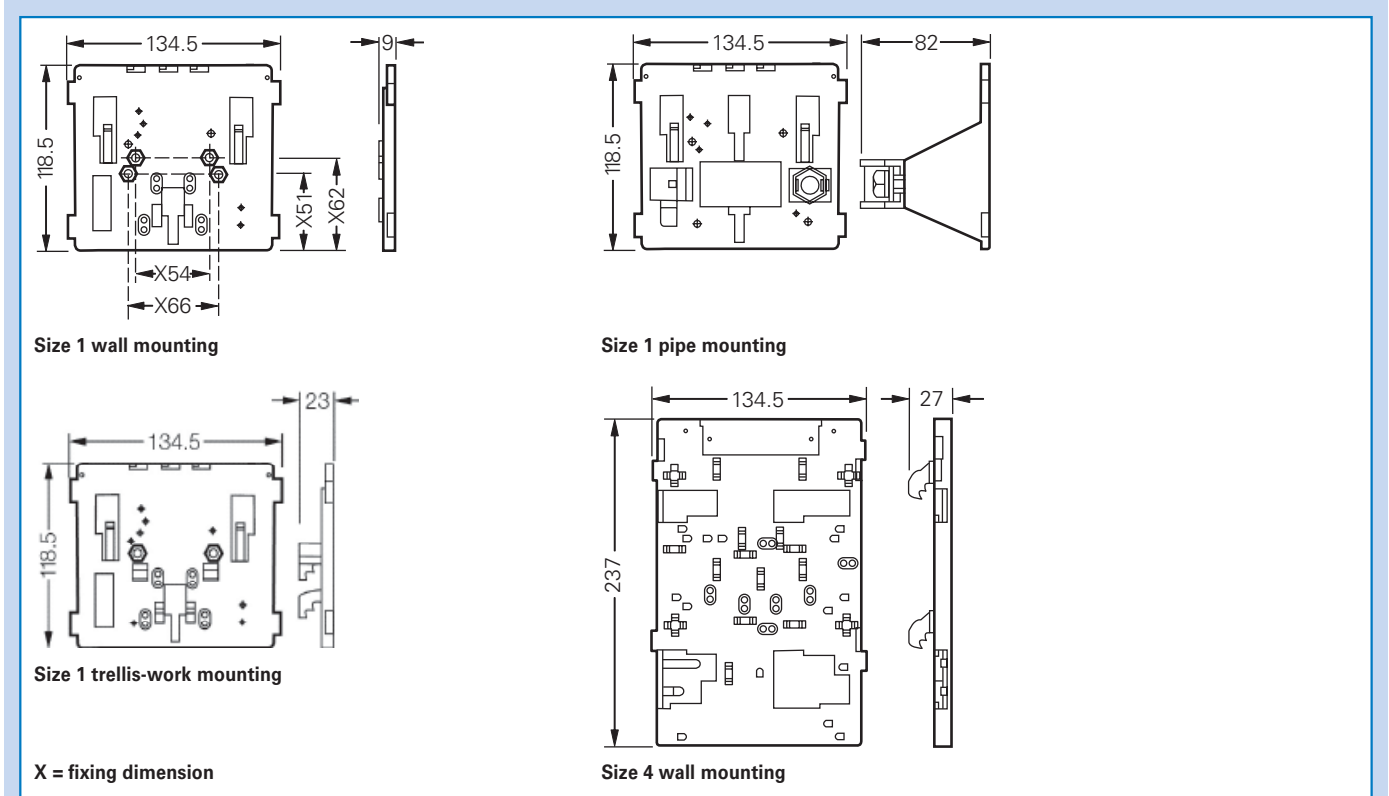 134.5
9
118.5
X51
X62
X54
X66
Size 1 wall mounting
134.5
82
118.5
Size 1 pipe mounting
23
134.5
118.5
Size 1 trellis-work mounting
134.5
27
237
X = fixing dimension
Size 4 wall mounting